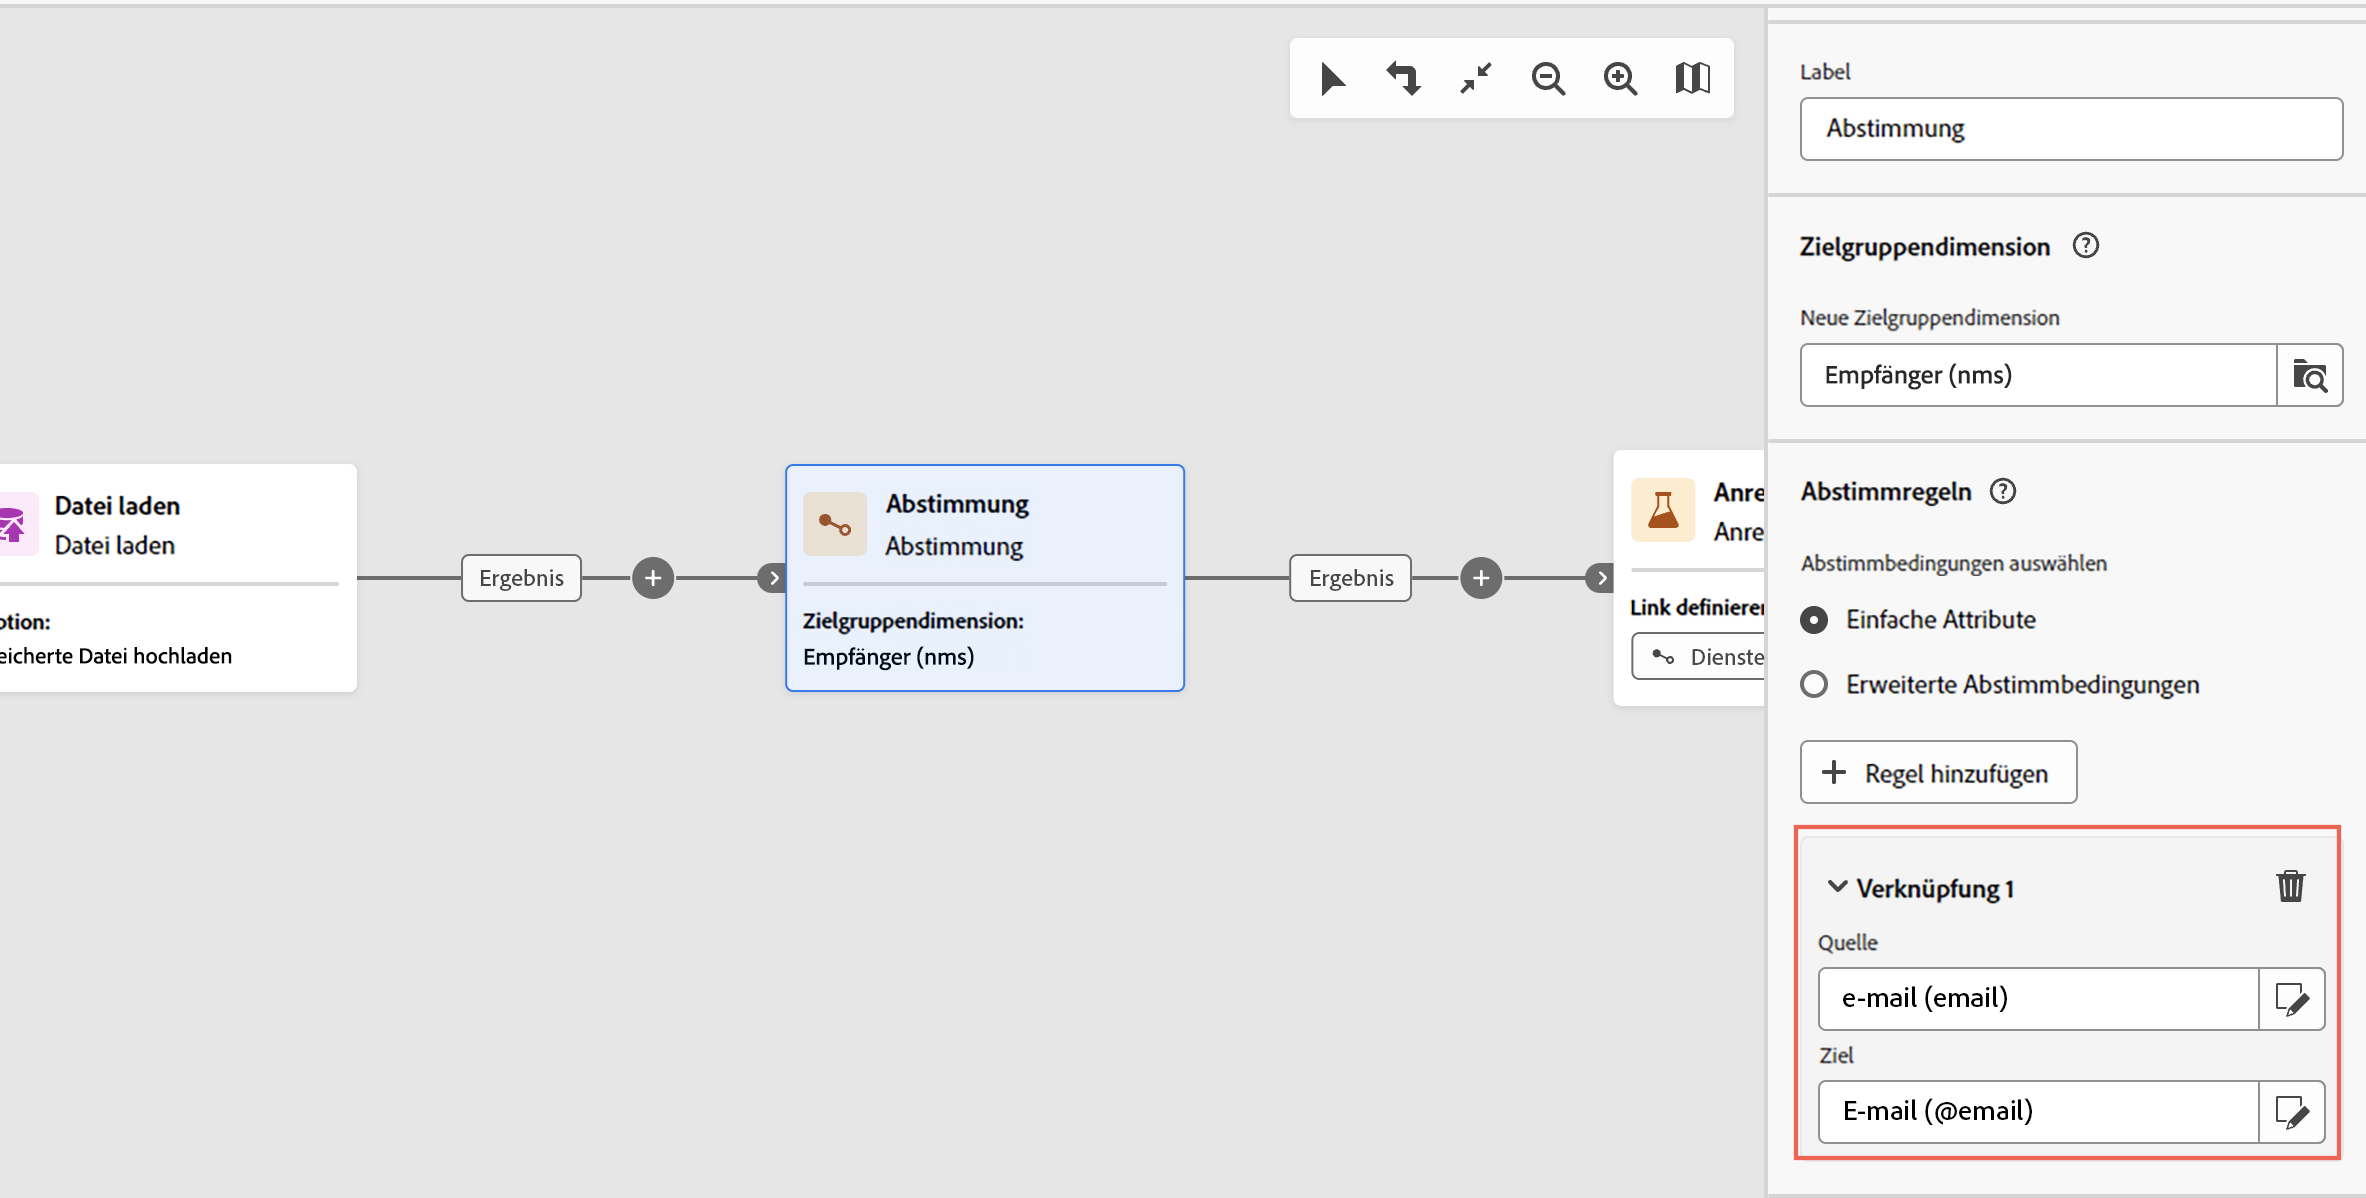 Label
Abstimmung
Zielgruppendimension
Neue Zielgruppendimension
Empfänger (nms)
Abstimmregeln
Abstimmbedingungen auswählen
Einfache Attribute
Erweiterte Abstimmbedingungen
Regel hinzufügen
Verknüpfung 1
Quelle
e-mail (email)
Ziel
E-mail (@email)
Datei laden
Datei laden
otion:
eicherte Datei hochladen
Ergebnis
Abstimmung
Abstimmung
Zielgruppendimension:
Empfänger (nms)
Ergebnis
Anre
Anre
Link definieren
Dienste